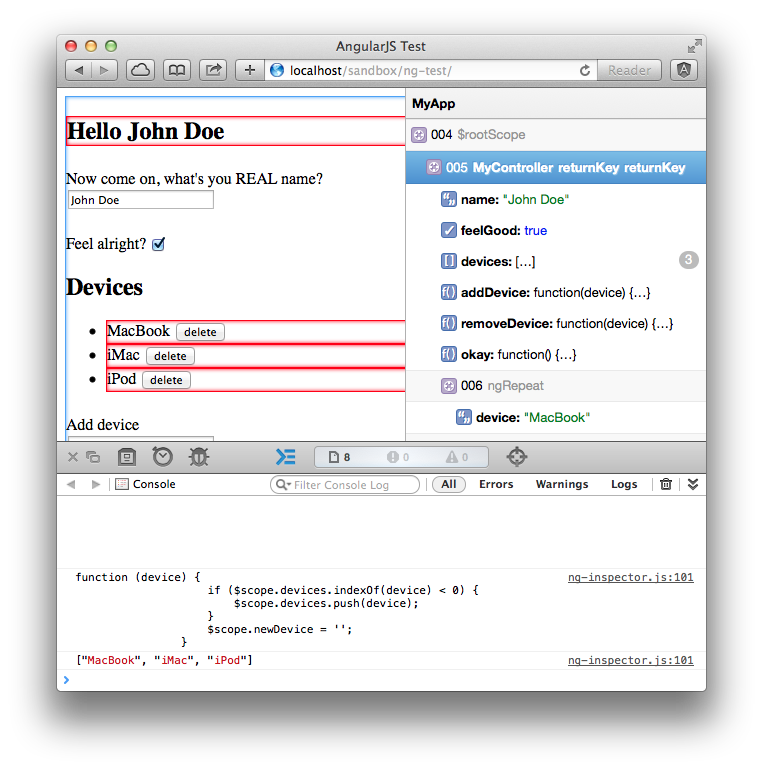 AngularJS Test
localhost/sandbox/ng-test/
Reader
Hello John Doe
Now come on, what's you REAL name?
John Doe
Feel alright?
Devices
MacBook delete
iMac delete
iPod delete
Add device
MyApp
004 $rootScope
005 MyController returnKey returnKey
name: "John Doe"
feelGood: true
devices: […] 3
f() addDevice: function(device) {…}
f() removeDevice: function(device) {…}
f() okay: function() {…}
006 ngRepeat
device: "MacBook"
8 0 0
Console Filter Console Log All Errors Warnings Logs
function (device) { ng-inspector.js:101
if ($scope.devices.indexOf(device) < 0) {
$scope.devices.push(device);
}
$scope.newDevice = '';
}
["MacBook", "iMac", "iPod"] ng-inspector.js:101